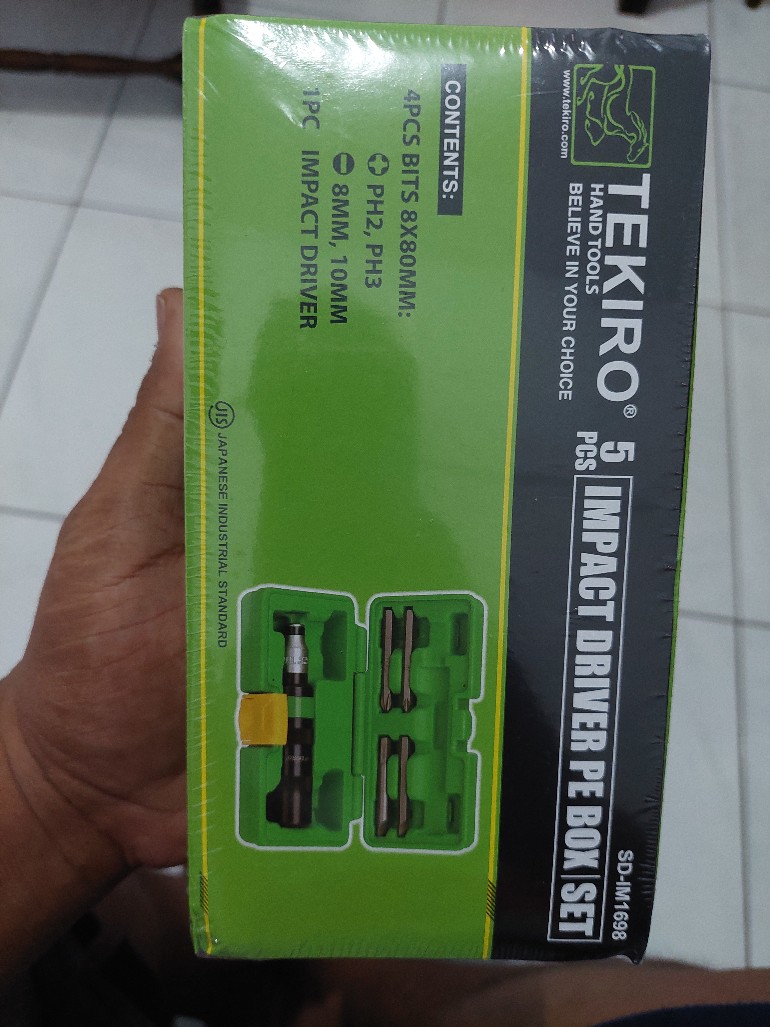 www.tekiro.com
TEKIRO®
HAND TOOLS
BELIEVE IN YOUR CHOICE
5 PCS IMPACT DRIVER PE BOX SET
SD-IM1698
CONTENTS:
4PCS BITS 8X80MM:
PH2, PH3
8MM, 10MM
1PC IMPACT DRIVER
JIS JAPANESE INDUSTRIAL STANDARD